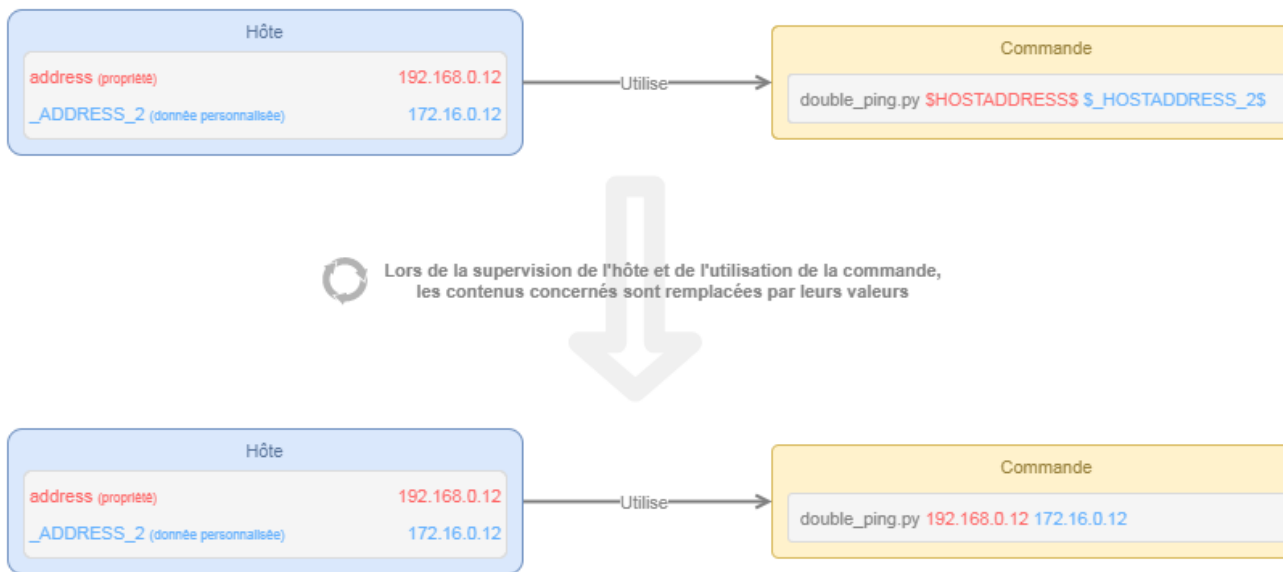 Hôte
address (propriété) 192.168.0.12
_ADDRESS_2 (donnée personnalisée) 172.16.0.12
Utilise
Commande
double_ping.py $HOSTADDRESS$ $_HOSTADDRESS_2$
Lors de la supervision de l'hôte et de l'utilisation de la commande,
les contenus concernés sont remplacées par leurs valeurs
Hôte
address (propriété) 192.168.0.12
_ADDRESS_2 (donnée personnalisée) 172.16.0.12
Utilise
Commande
double_ping.py 192.168.0.12 172.16.0.12